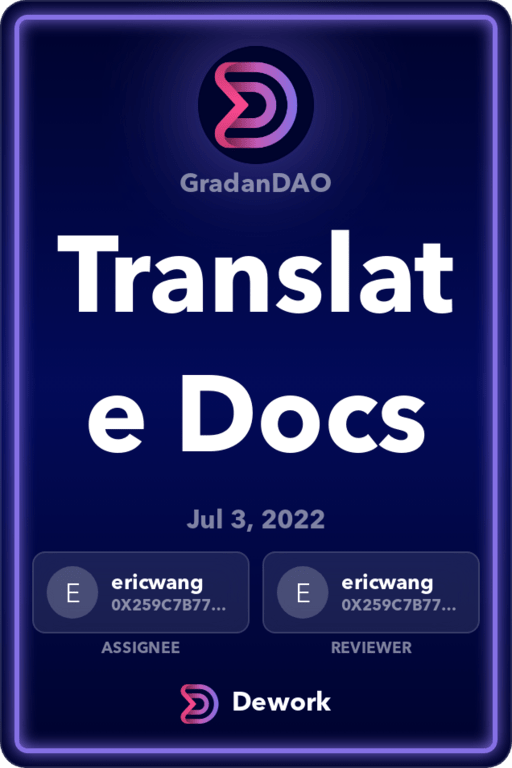 GradanDAO
Translat
e Docs
Jul 3, 2022
E ericwang E ericwang
0X259C7B77... 0X259C7B77...
ASSIGNEE REVIEWER
Dework